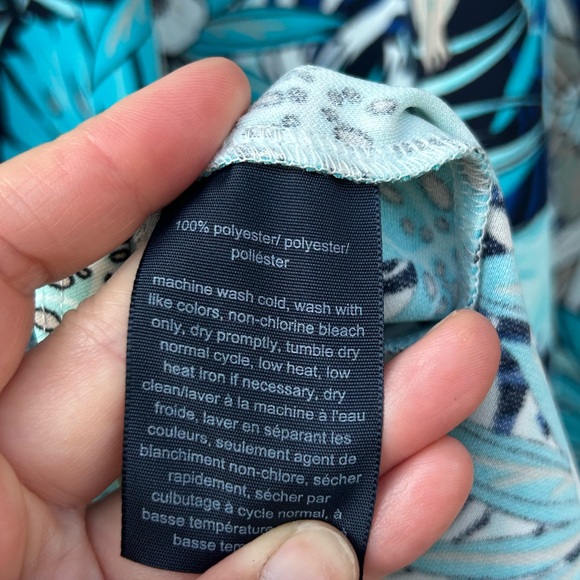 100% polyester/ polyester/
poliéster
machine wash cold, wash with
like colors, non-chlorine bleach
only, dry promptly, tumble dry
normal cycle, low heat, low
heat iron if necessary, dry
clean/laver à la machine à l'eau
froide, laver en séparant les
couleurs, seulement agent de
blanchiment non-chlore, sécher
rapidement, sécher par
culbutage à cycle normal, à
basse température
basse